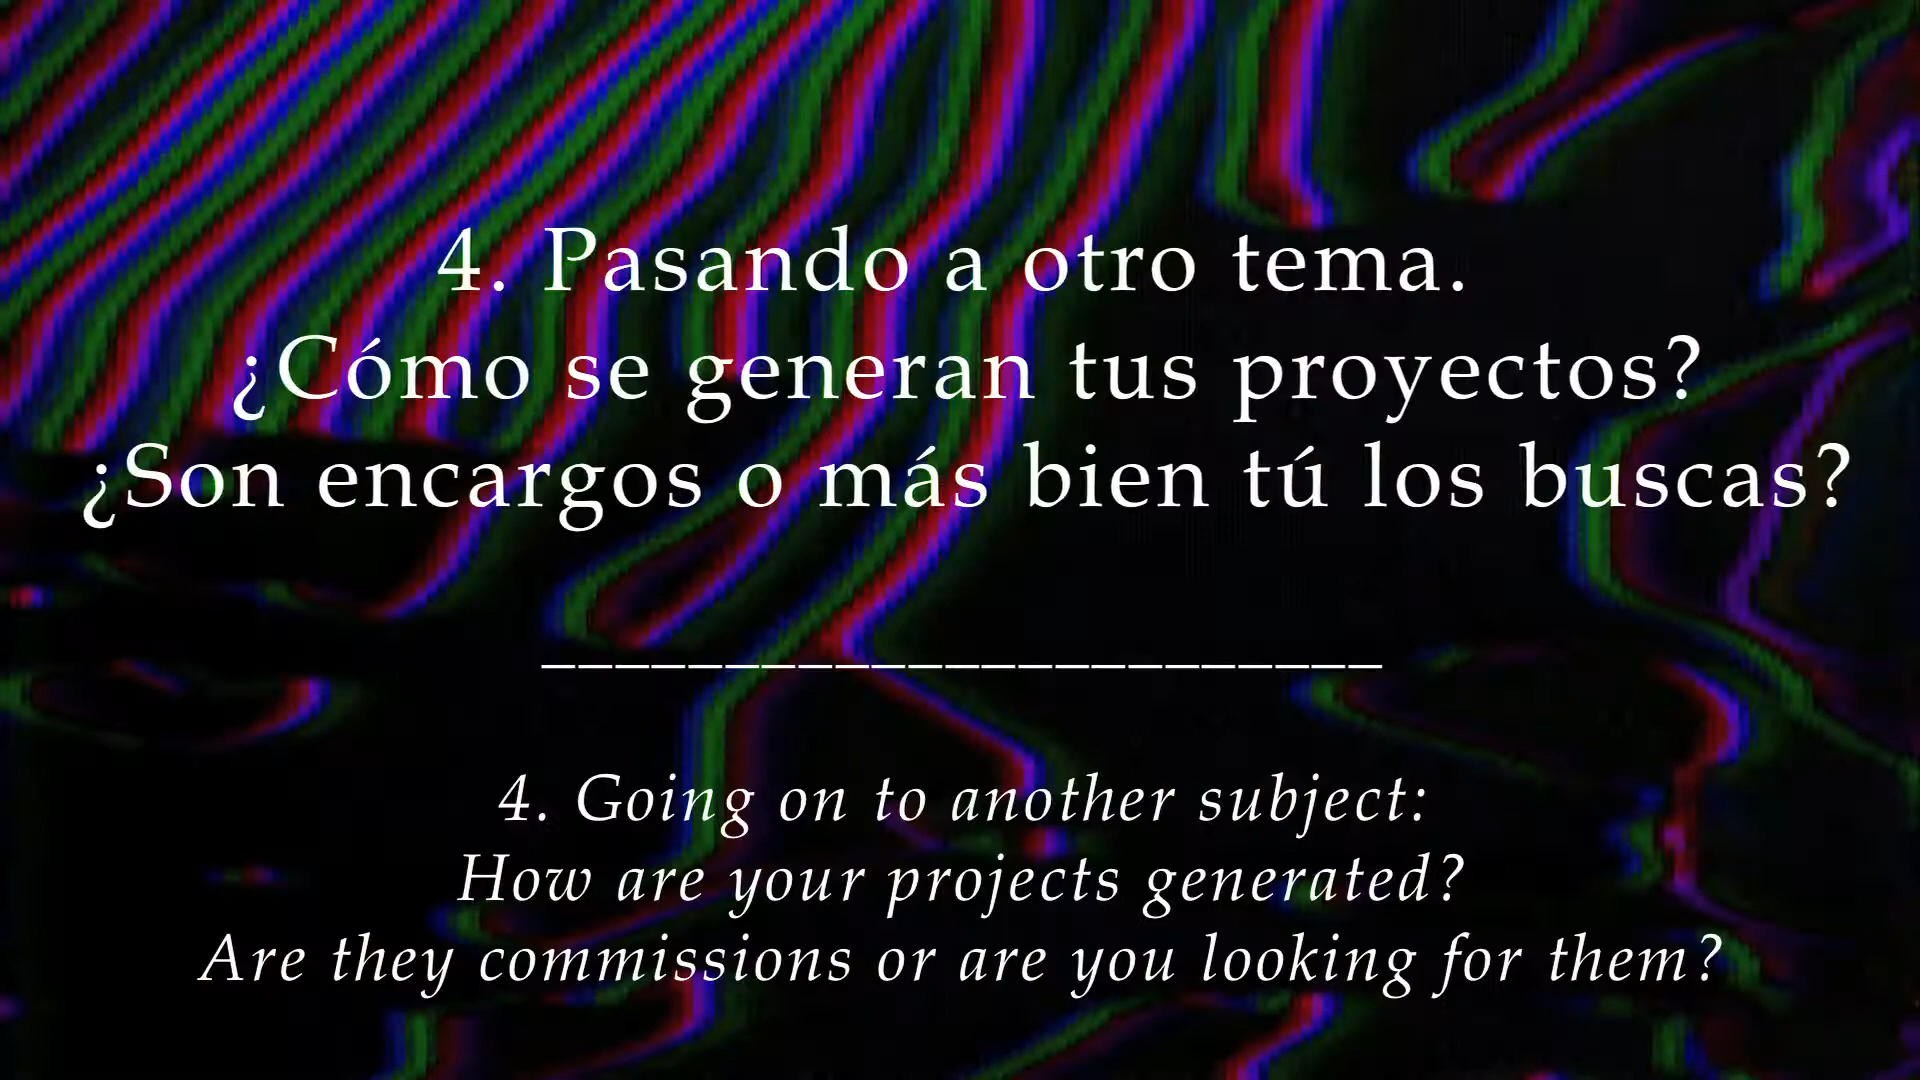 4. Pasando a otro tema.
¿Cómo se generan tus proyectos?
¿Son encargos o más bien tú los buscas?
_______________________
4. Going on to another subject:
How are your projects generated?
Are they commissions or are you looking for them?